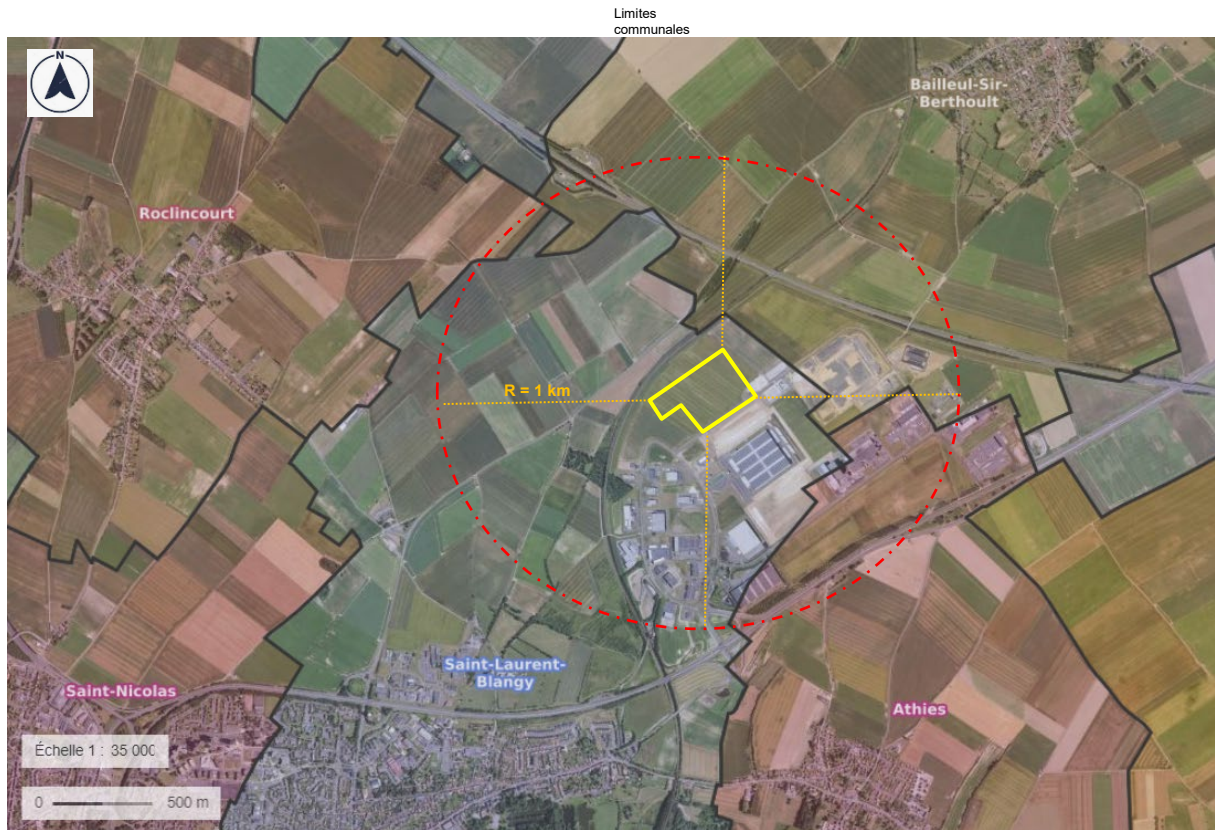 Limites
communales
N
Bailleul-Sir-
Berthoult
Roclincourt
R = 1 km
Saint-Laurent-
Blangy
Saint-Nicolas
Athies
Échelle 1 : 35 000
0 500 m